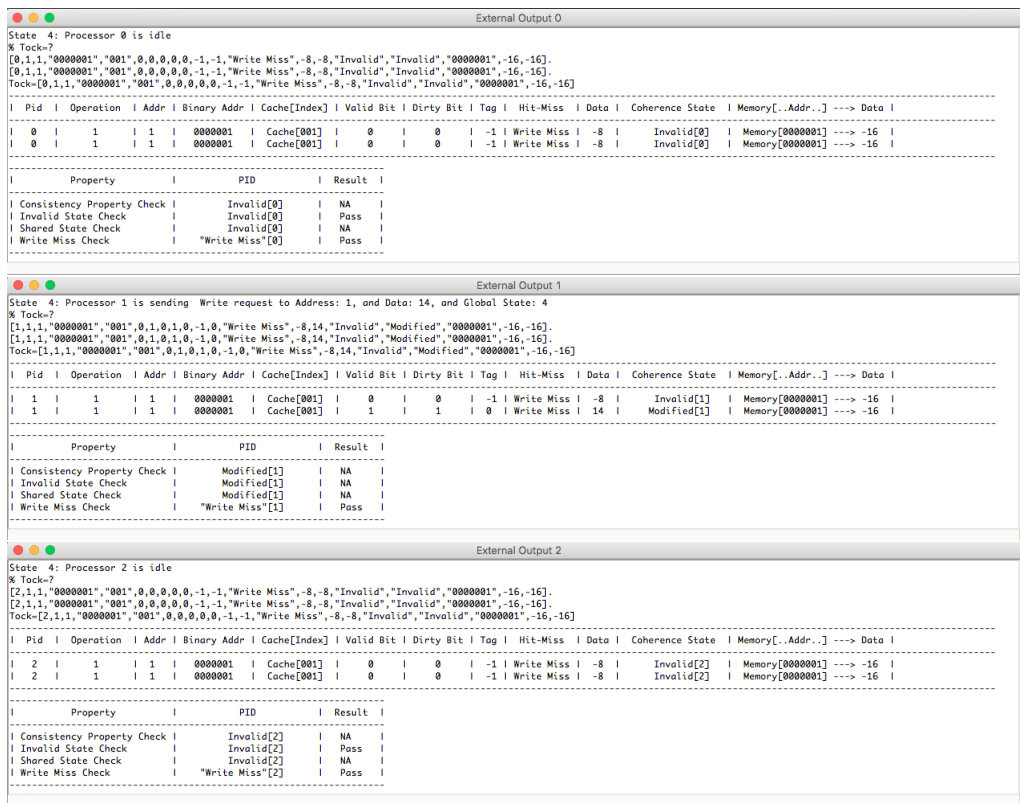 External Output 0
State  4: Processor 0 is idle
% Tock=?
[0,1,1,"0000001","001",0,0,0,0,0,-1,-1,"Write Miss",-8,-8,"Invalid","Invalid","0000001",-16,-16].
[0,1,1,"0000001","001",0,0,0,0,0,-1,-1,"Write Miss",-8,-8,"Invalid","Invalid","0000001",-16,-16].
Tock=[0,1,1,"0000001","001",0,0,0,0,0,-1,-1,"Write Miss",-8,-8,"Invalid","Invalid","0000001",-16,-16]
| Pid | Operation | Addr | Binary Addr | Cache[Index] | Valid Bit | Dirty Bit | Tag | Hit-Miss | Data | Coherence State | Memory[..Addr..] ---> Data |
| 0 | 1 | 1 | 0000001 | Cache[001] | 0 | 0 | -1 | Write Miss | -8 | Invalid[0] | Memory[0000001] ---> -16 |
| 0 | 1 | 1 | 0000001 | Cache[001] | 0 | 0 | -1 | Write Miss | -8 | Invalid[0] | Memory[0000001] ---> -16 |
| Property | PID | Result |
| Consistency Property Check | Invalid[0] | NA |
| Invalid State Check | Invalid[0] | Pass |
| Shared State Check | Invalid[0] | NA |
| Write Miss Check | "Write Miss"[0] | Pass |
External Output 1
State  4: Processor 1 is sending  Write request to Address: 1, and Data: 14, and Global State: 4
% Tock=?
[1,1,1,"0000001","001",0,1,0,1,0,-1,0,"Write Miss",-8,14,"Invalid","Modified","0000001",-16,-16].
[1,1,1,"0000001","001",0,1,0,1,0,-1,0,"Write Miss",-8,14,"Invalid","Modified","0000001",-16,-16].
Tock=[1,1,1,"0000001","001",0,1,0,1,0,-1,0,"Write Miss",-8,14,"Invalid","Modified","0000001",-16,-16]
| Pid | Operation | Addr | Binary Addr | Cache[Index] | Valid Bit | Dirty Bit | Tag | Hit-Miss | Data | Coherence State | Memory[..Addr..] ---> Data |
| 1 | 1 | 1 | 0000001 | Cache[001] | 0 | 0 | -1 | Write Miss | -8 | Invalid[1] | Memory[0000001] ---> -16 |
| 1 | 1 | 1 | 0000001 | Cache[001] | 1 | 1 | 0 | Write Miss | 14 | Modified[1] | Memory[0000001] ---> -16 |
| Property | PID | Result |
| Consistency Property Check | Modified[1] | NA |
| Invalid State Check | Modified[1] | NA |
| Shared State Check | Modified[1] | NA |
| Write Miss Check | "Write Miss"[1] | Pass |
External Output 2
State  4: Processor 2 is idle
% Tock=?
[2,1,1,"0000001","001",0,0,0,0,0,-1,-1,"Write Miss",-8,-8,"Invalid","Invalid","0000001",-16,-16].
[2,1,1,"0000001","001",0,0,0,0,0,-1,-1,"Write Miss",-8,-8,"Invalid","Invalid","0000001",-16,-16].
Tock=[2,1,1,"0000001","001",0,0,0,0,0,-1,-1,"Write Miss",-8,-8,"Invalid","Invalid","0000001",-16,-16]
| Pid | Operation | Addr | Binary Addr | Cache[Index] | Valid Bit | Dirty Bit | Tag | Hit-Miss | Data | Coherence State | Memory[..Addr..] ---> Data |
| 2 | 1 | 1 | 0000001 | Cache[001] | 0 | 0 | -1 | Write Miss | -8 | Invalid[2] | Memory[0000001] ---> -16 |
| 2 | 1 | 1 | 0000001 | Cache[001] | 0 | 0 | -1 | Write Miss | -8 | Invalid[2] | Memory[0000001] ---> -16 |
| Property | PID | Result |
| Consistency Property Check | Invalid[2] | NA |
| Invalid State Check | Invalid[2] | Pass |
| Shared State Check | Invalid[2] | NA |
| Write Miss Check | "Write Miss"[2] | Pass |